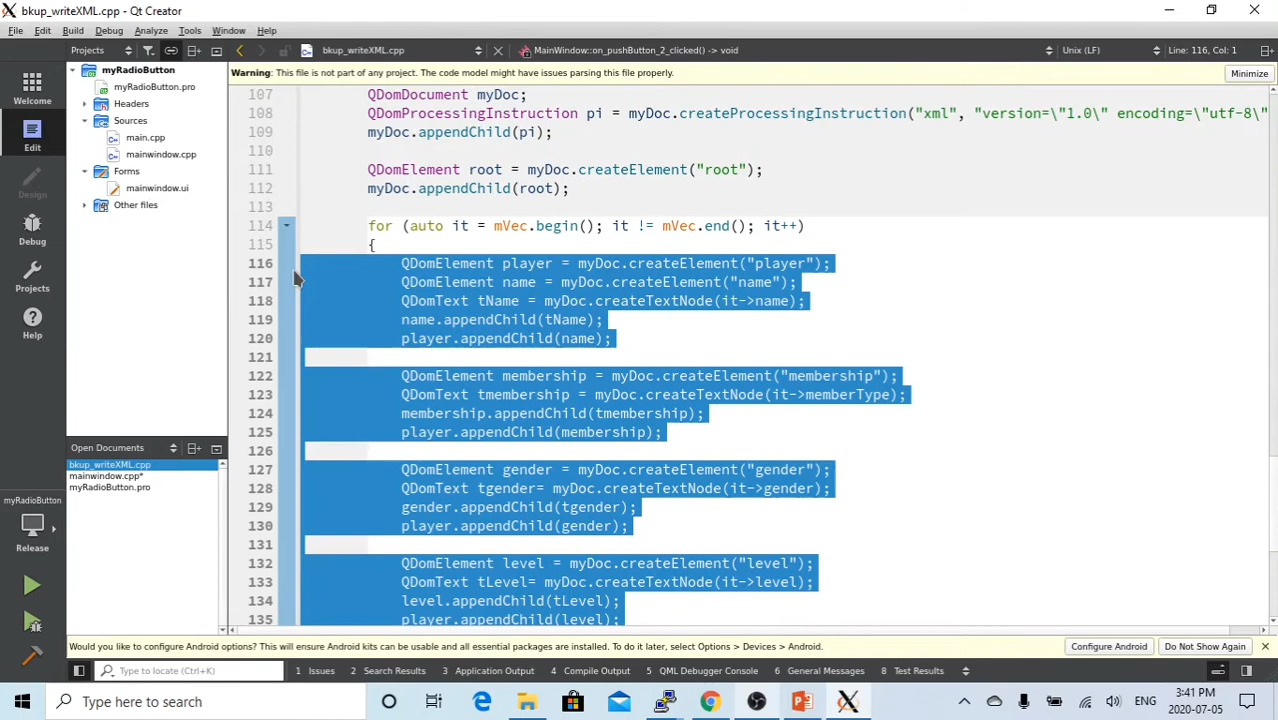 bkup_writeXML.cpp - Qt Creator
File Edit Build Debug Analyze Tools Window Help
Projects bkup_writeXML.cpp MainWindow::on_pushButton_2_clicked() -> void Unix (LF) Line: 116, Col: 1
Warning: This file is not part of any project. The code model might have issues parsing this file properly. Minimize
Welcome
Edit
Design
Debug
Projects
Help
myRadioButton
Release
myRadioButton
myRadioButton.pro
Headers
Sources
main.cpp
mainwindow.cpp
Forms
mainwindow.ui
Other files
Open Documents
bkup_writeXML.cpp
mainwindow.cpp*
myRadioButton.pro
107 QDomDocument myDoc;
108 QDomProcessingInstruction pi = myDoc.createProcessingInstruction("xml", "version=\"1.0\" encoding=\"utf-8\"
109 myDoc.appendChild(pi);
110
111 QDomElement root = myDoc.createElement("root");
112 myDoc.appendChild(root);
113
114 for (auto it = mVec.begin(); it != mVec.end(); it++)
115 {
116 QDomElement player = myDoc.createElement("player");
117 QDomElement name = myDoc.createElement("name");
118 QDomText tName = myDoc.createTextNode(it->name);
119 name.appendChild(tName);
120 player.appendChild(name);
121
122 QDomElement membership = myDoc.createElement("membership");
123 QDomText tmembership = myDoc.createTextNode(it->memberType);
124 membership.appendChild(tmembership);
125 player.appendChild(membership);
126
127 QDomElement gender = myDoc.createElement("gender");
128 QDomText tgender= myDoc.createTextNode(it->gender);
129 gender.appendChild(tgender);
130 player.appendChild(gender);
131
132 QDomElement level = myDoc.createElement("level");
133 QDomText tLevel= myDoc.createTextNode(it->level);
134 level.appendChild(tLevel);
135 player.appendChild(level);
Would you like to configure Android options? This will ensure Android kits can be usable and all essential packages are installed. To do it later, select Options > Devices > Android. Configure Android Do Not Show Again
Type to locate (Ctrl+K) 1 Issues 2 Search Results 3 Application Output 4 Compile Output 5 QML Debugger Console 6 General Messages 8 Test Results
Type here to search ENG 3:41 PM
2020-07-05